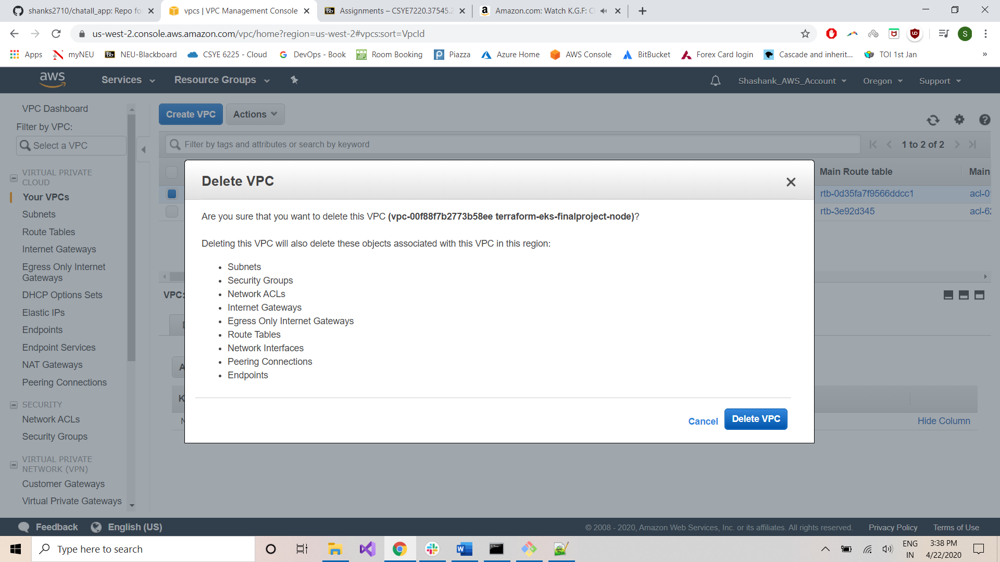 shanks2710/chatall_app: Repo fo
vpcs | VPC Management Console
Bb Assignments – CSYE7220.37545.2
a Amazon.com: Watch K.G.F: C
us-west-2.console.aws.amazon.com/vpc/home?region=us-west-2#vpcs:sort=VpcId
S
Apps
myNEU
Bb NEU-Blackboard
CSYE 6225 - Cloud
G DevOps - Book
Room Booking
Piazza
Azure Home
AWS Console
BitBucket
Forex Card login
Cascade and inherit...
TOI 1st Jan
»
aws
Services
Resource Groups
Shashank_AWS_Account
Oregon
Support
VPC Dashboard
Filter by VPC:
Select a VPC
VIRTUAL PRIVATE
CLOUD
Your VPCs
Subnets
Route Tables
Internet Gateways
Egress Only Internet
Gateways
DHCP Options Sets
Elastic IPs
Endpoints
Endpoint Services
NAT Gateways
Peering Connections
SECURITY
Network ACLs
Security Groups
VIRTUAL PRIVATE
NETWORK (VPN)
Customer Gateways
Virtual Private Gateways
Create VPC
Actions
Filter by tags and attributes or search by keyword
1 to 2 of 2
Main Route table
Main
rtb-0d35fa7f9566ddcc1
acl-0
rtb-3e92d345
acl-62
VPC:
Delete VPC
Are you sure that you want to delete this VPC (vpc-00f88f7b2773b58ee terraform-eks-finalproject-node)?
Deleting this VPC will also delete these objects associated with this VPC in this region:
• Subnets
• Security Groups
• Network ACLs
• Internet Gateways
• Egress Only Internet Gateways
• Route Tables
• Network Interfaces
• Peering Connections
• Endpoints
Cancel
Delete VPC
Hide Column
Feedback
English (US)
© 2008 - 2020, Amazon Web Services, Inc. or its affiliates. All rights reserved.
Privacy Policy
Terms of Use
Type here to search
ENG
IN
3:38 PM
4/22/2020